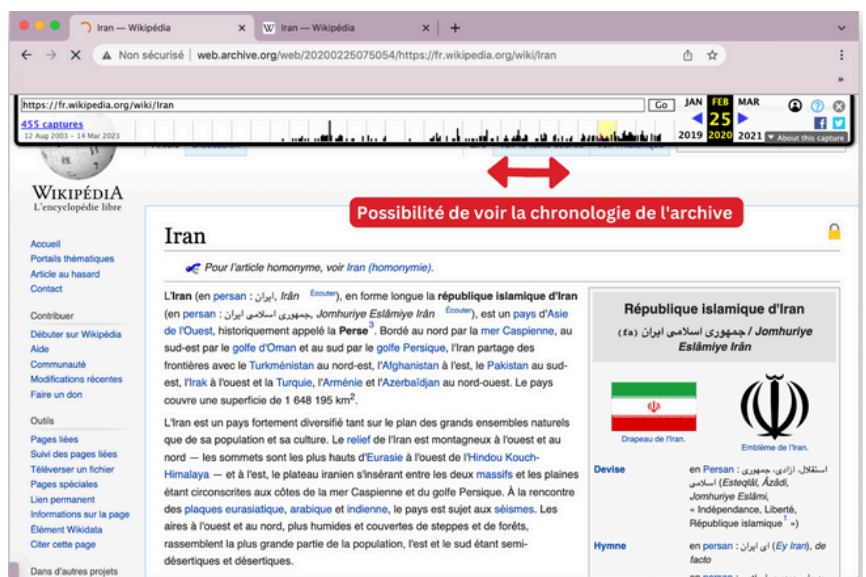 Iran — Wikipédia
Iran — Wikipédia
Non sécurisé | web.archive.org/web/20200225075054/https://fr.wikipedia.org/wiki/Iran
https://fr.wikipedia.org/wiki/Iran
Go
JAN FEB MAR
455 captures
25
12 Aug 2003 – 14 Mar 2023
2019 2020 2021
About this capture
Possibilité de voir la chronologie de l'archive
WIKIPÉDIA
L'encyclopédie libre
Accueil
Portails thématiques
Article au hasard
Contact
Contribuer
Débuter sur Wikipédia
Aide
Communauté
Modifications récentes
Faire un don
Outils
Pages liées
Suivi des pages liées
Téléverser un fichier
Pages spéciales
Lien permanent
Informations sur la page
Élément Wikidata
Citer cette page
Dans d'autres projets
Iran
Pour l'article homonyme, voir Iran (homonymie).
L'Iran (en persan : ایران, Irân Écouter), en forme longue la république islamique d'Iran
(en persan : جمهوری اسلامی ایران, Jomhuriye Eslâmiye Irân Écouter), est un pays d'Asie
de l'Ouest, historiquement appelé la Perse3. Bordé au nord par la mer Caspienne, au
sud-est par le golfe d'Oman et au sud par le golfe Persique, l'Iran partage des
frontières avec le Turkménistan au nord-est, l'Afghanistan à l'est, le Pakistan au sud-
est, l'Irak à l'ouest et la Turquie, l'Arménie et l'Azerbaïdjan au nord-ouest. Le pays
couvre une superficie de 1 648 195 km2.
L'Iran est un pays fortement diversifié tant sur le plan des grands ensembles naturels
que de sa population et sa culture. Le relief de l'Iran est montagneux à l'ouest et au
nord — les sommets sont les plus hauts d'Eurasie à l'ouest de l'Hindou Kouch-
Himalaya — et à l'est, le plateau iranien s'insérant entre les deux massifs et les plaines
étant circonscrites aux côtes de la mer Caspienne et du golfe Persique. À la rencontre
des plaques eurasiatique, arabique et indienne, le pays est sujet aux séismes. Les
aires à l'ouest et au nord, plus humides et couvertes de steppes et de forêts,
rassemblent la plus grande partie de la population, l'est et le sud étant semi-
désertiques et désertiques.
République islamique d'Iran
(fa) جمهوری اسلامی ایران / Jomhuriye
Eslâmiye Irân
Drapeau de l'Iran.
Emblème de l'Iran.
Devise
en Persan : استقلال، آزادی، جمهوری
اسلامی (Esteqlâl, Âzâdi,
Jomhuriye Eslâmi,
« Indépendance, Liberté,
République islamique1 »)
Hymne
en persan : ای ایران (Ey Iran), de
facto